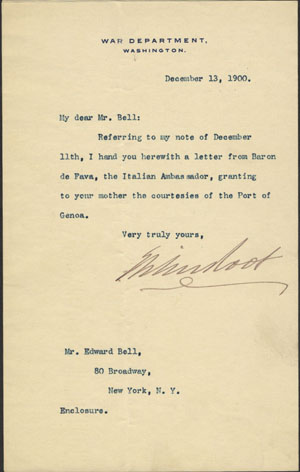 WAR DEPARTMENT,
WASHINGTON.
December 13, 1900.
My dear Mr. Bell:
Referring to my note of December
11th, I hand you herewith a letter from Baron
de Fava, the Italian Ambassador, granting
to your mother the courtesies of the Port of
Genoa.
Very truly yours,
Elihu Root
Mr. Edward Bell,
80 Broadway,
New York, N. Y.
Enclosure.